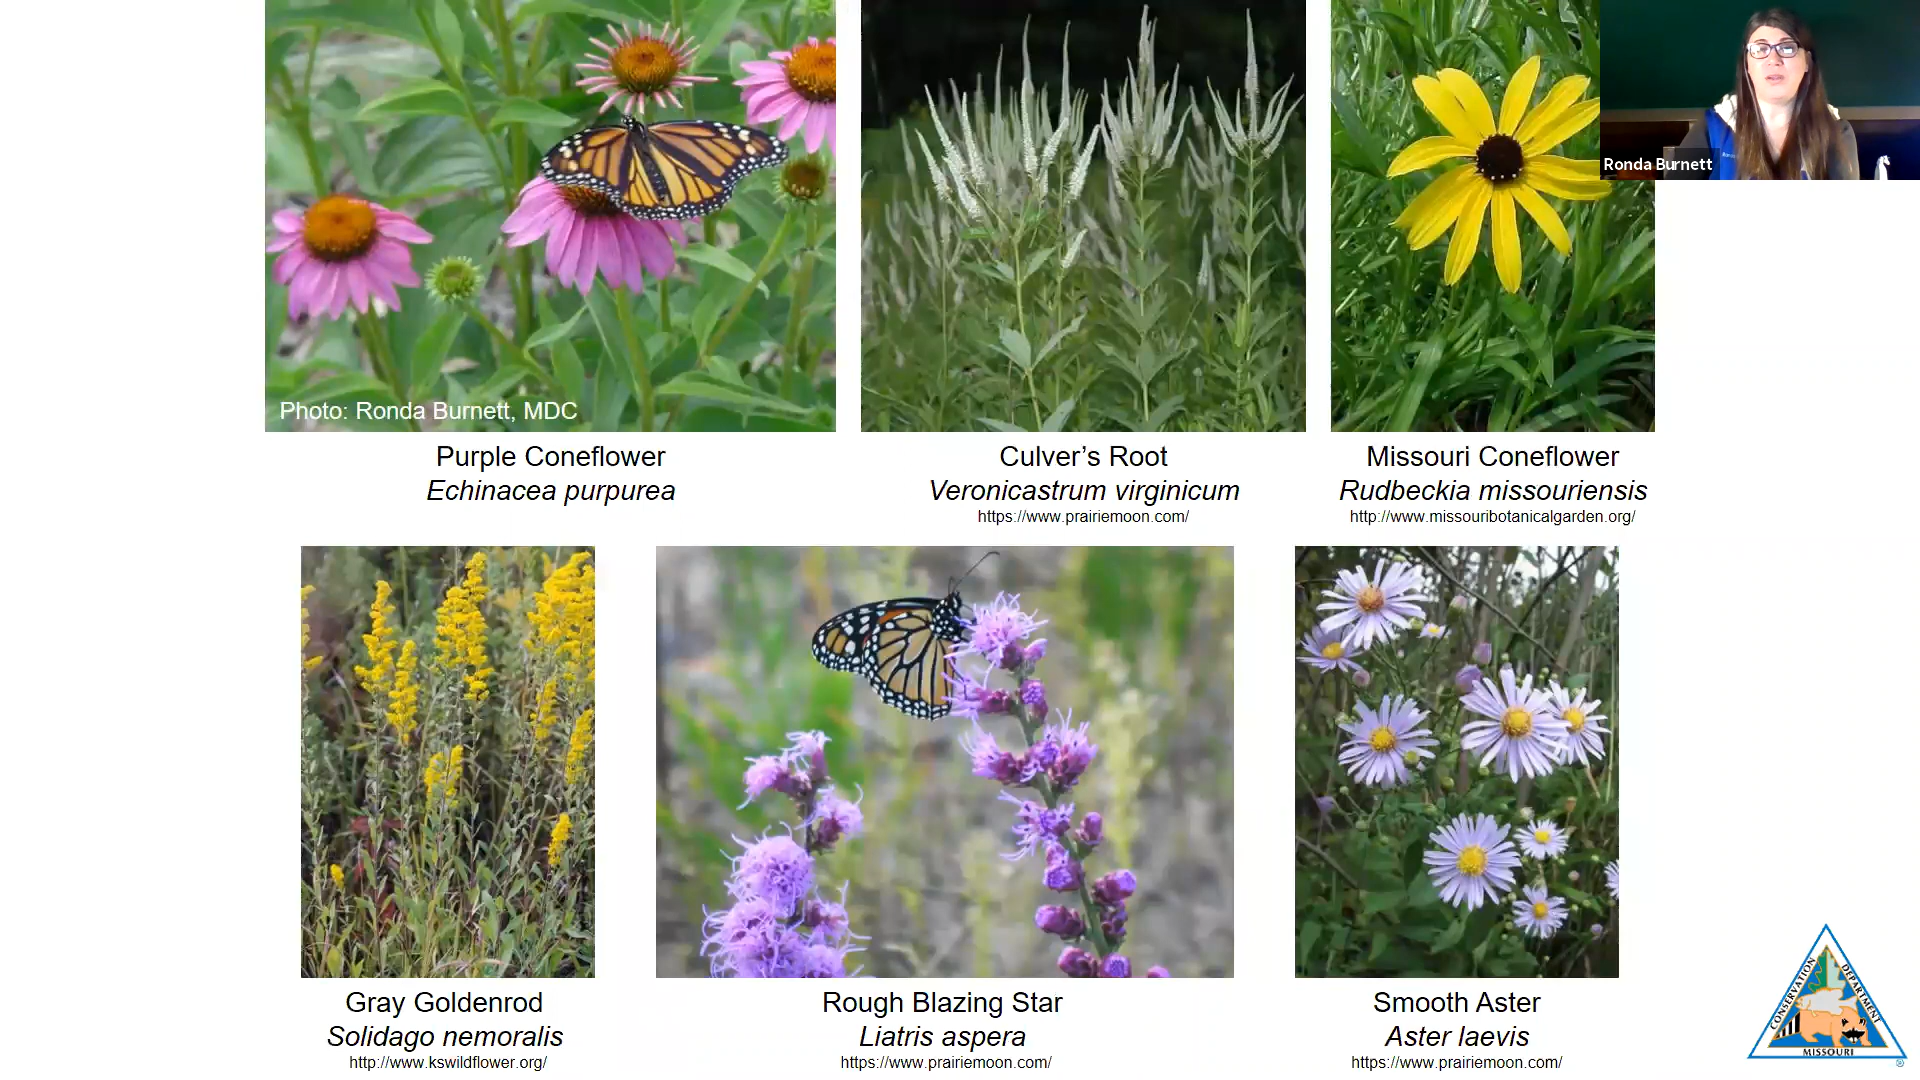 Ronda Burnett
Photo: Ronda Burnett, MDC
Purple Coneflower
Echinacea purpurea
Culver’s Root
Veronicastrum virginicum
https://www.prairiemoon.com/
Missouri Coneflower
Rudbeckia missouriensis
http://www.missouribotanicalgarden.org/
Gray Goldenrod
Solidago nemoralis
http://www.kswildflower.org/
Rough Blazing Star
Liatris aspera
https://www.prairiemoon.com/
Smooth Aster
Aster laevis
https://www.prairiemoon.com/
CONSERVATION
DEPARTMENT
MISSOURI
®